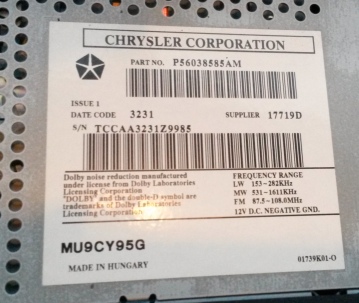 CHRYSLER CORPORATION
PART NO. P56038585AM
ISSUE 1
DATE CODE 3231 SUPPLIER 17719D
S/N TCCAA3231Z9985
Dolby noise reduction manufactured
under license from Dolby Laboratories
Licensing Corporation
"DOLBY" and the double-D symbol are
trademarks of Dolby Laboratories
Licensing Corporation.
FREQUENCY RANGE
LW 153-282KHz
MW 531-1611KHz
FM 87.5-108.0MHz
12V D.C. NEGATIVE GND.
MU9CY95G
MADE IN HUNGARY
01739K01-O